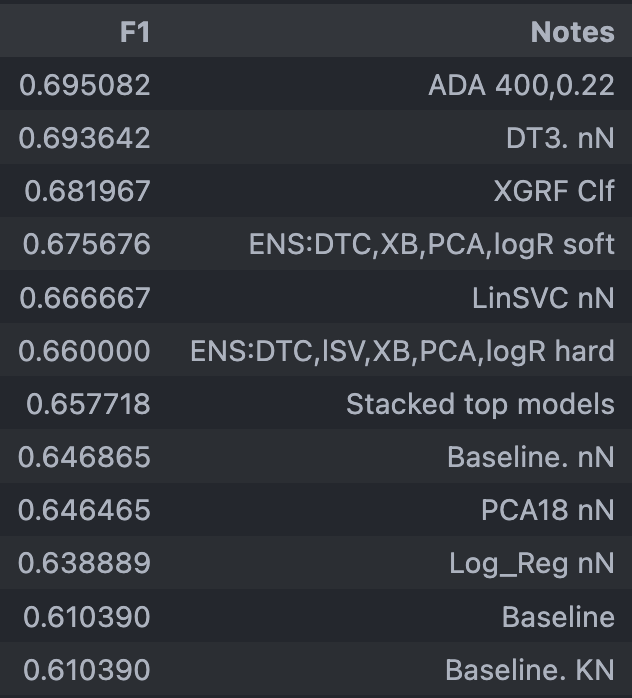 F1 Notes
0.695082 ADA 400,0.22
0.693642 DT3. nN
0.681967 XGRF Clf
0.675676 ENS:DTC,XB,PCA,logR soft
0.666667 LinSVC nN
0.660000 ENS:DTC,lSV,XB,PCA,logR hard
0.657718 Stacked top models
0.646865 Baseline. nN
0.646465 PCA18 nN
0.638889 Log_Reg nN
0.610390 Baseline
0.610390 Baseline. KN